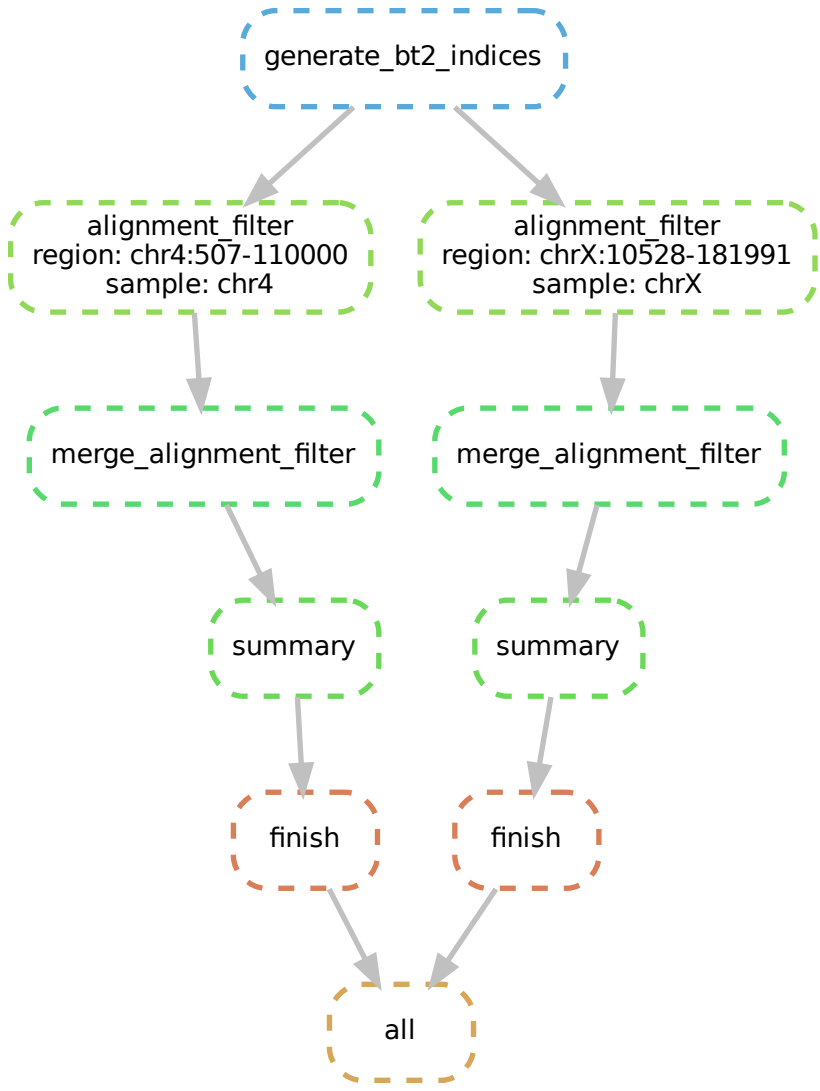 generate_bt2_indices
alignment_filter
region: chr4:507-110000
sample: chr4
alignment_filter
region: chrX:10528-181991
sample: chrX
merge_alignment_filter
merge_alignment_filter
summary
summary
finish
finish
all